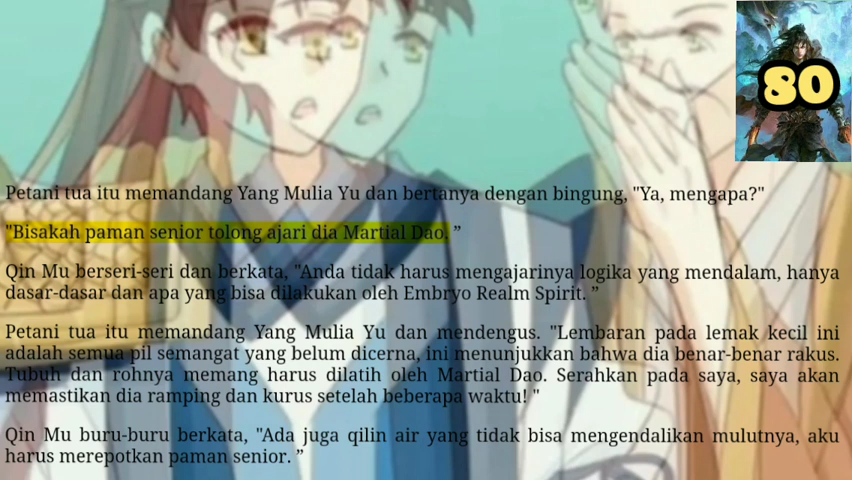 80
Petani tua itu memandang Yang Mulia Yu dan bertanya dengan bingung, "Ya, mengapa?"
"Bisakah paman senior tolong ajari dia Martial Dao. ”
Qin Mu berseri-seri dan berkata, "Anda tidak harus mengajarinya logika yang mendalam, hanya
dasar-dasar dan apa yang bisa dilakukan oleh Embryo Realm Spirit. ”
Petani tua itu memandang Yang Mulia Yu dan mendengus. "Lembaran pada lemak kecil ini
adalah semua pil semangat yang belum dicerna, ini menunjukkan bahwa dia benar-benar rakus.
Tubuh dan rohnya memang harus dilatih oleh Martial Dao. Serahkan pada saya, saya akan
memastikan dia ramping dan kurus setelah beberapa waktu! "
Qin Mu buru-buru berkata, "Ada juga qilin air yang tidak bisa mengendalikan mulutnya, aku
harus merepotkan paman senior. ”